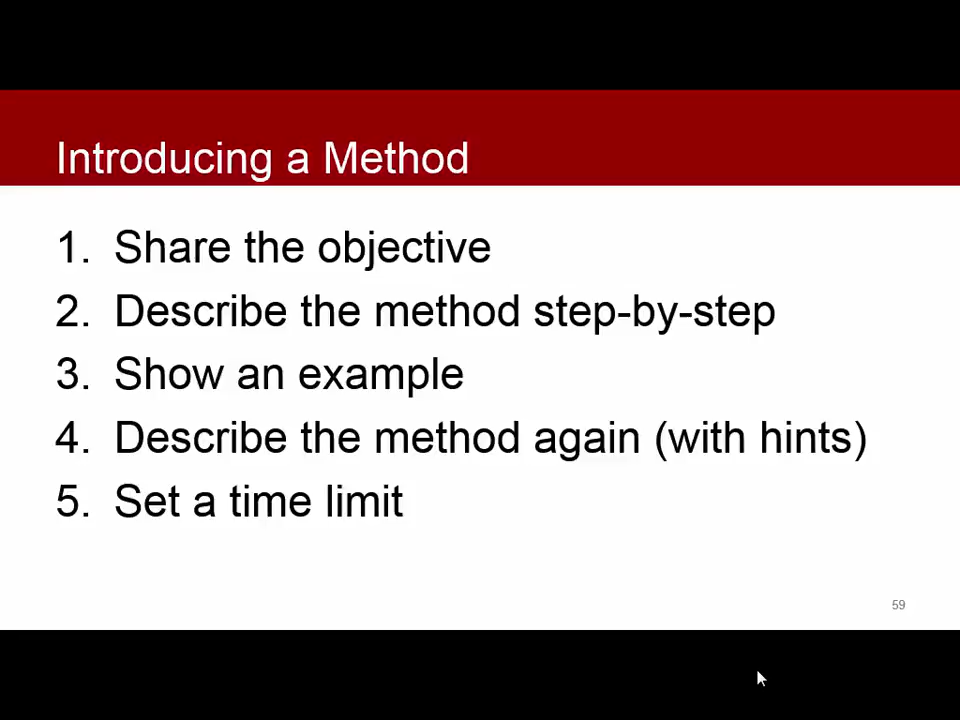 Introducing a Method
1. Share the objective
2. Describe the method step-by-step
3. Show an example
4. Describe the method again (with hints)
5. Set a time limit
59